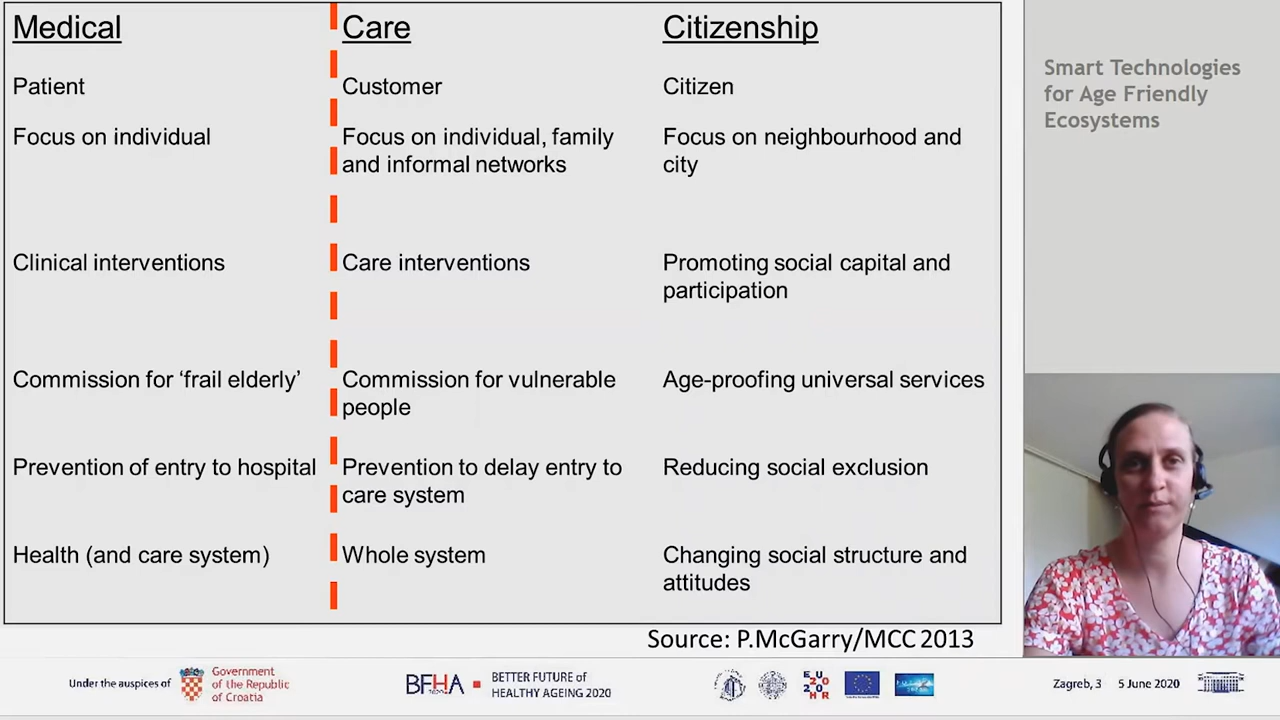 Medical
Care
Citizenship
Patient
Customer
Citizen
Focus on individual
Focus on individual, family
and informal networks
Focus on neighbourhood and
city
Clinical interventions
Care interventions
Promoting social capital and
participation
Commission for ‘frail elderly’
Commission for vulnerable
people
Age-proofing universal services
Prevention of entry to hospital
Prevention to delay entry to
care system
Reducing social exclusion
Health (and care system)
Whole system
Changing social structure and
attitudes
Source: P.McGarry/MCC 2013
Smart Technologies
for Age Friendly
Ecosystems
Under the auspices of
Government
of the Republic
of Croatia
BFHA
BETTER FUTURE of
HEALTHY AGEING 2020
EU
20
20
HR
Zagreb, 3 5 June 2020